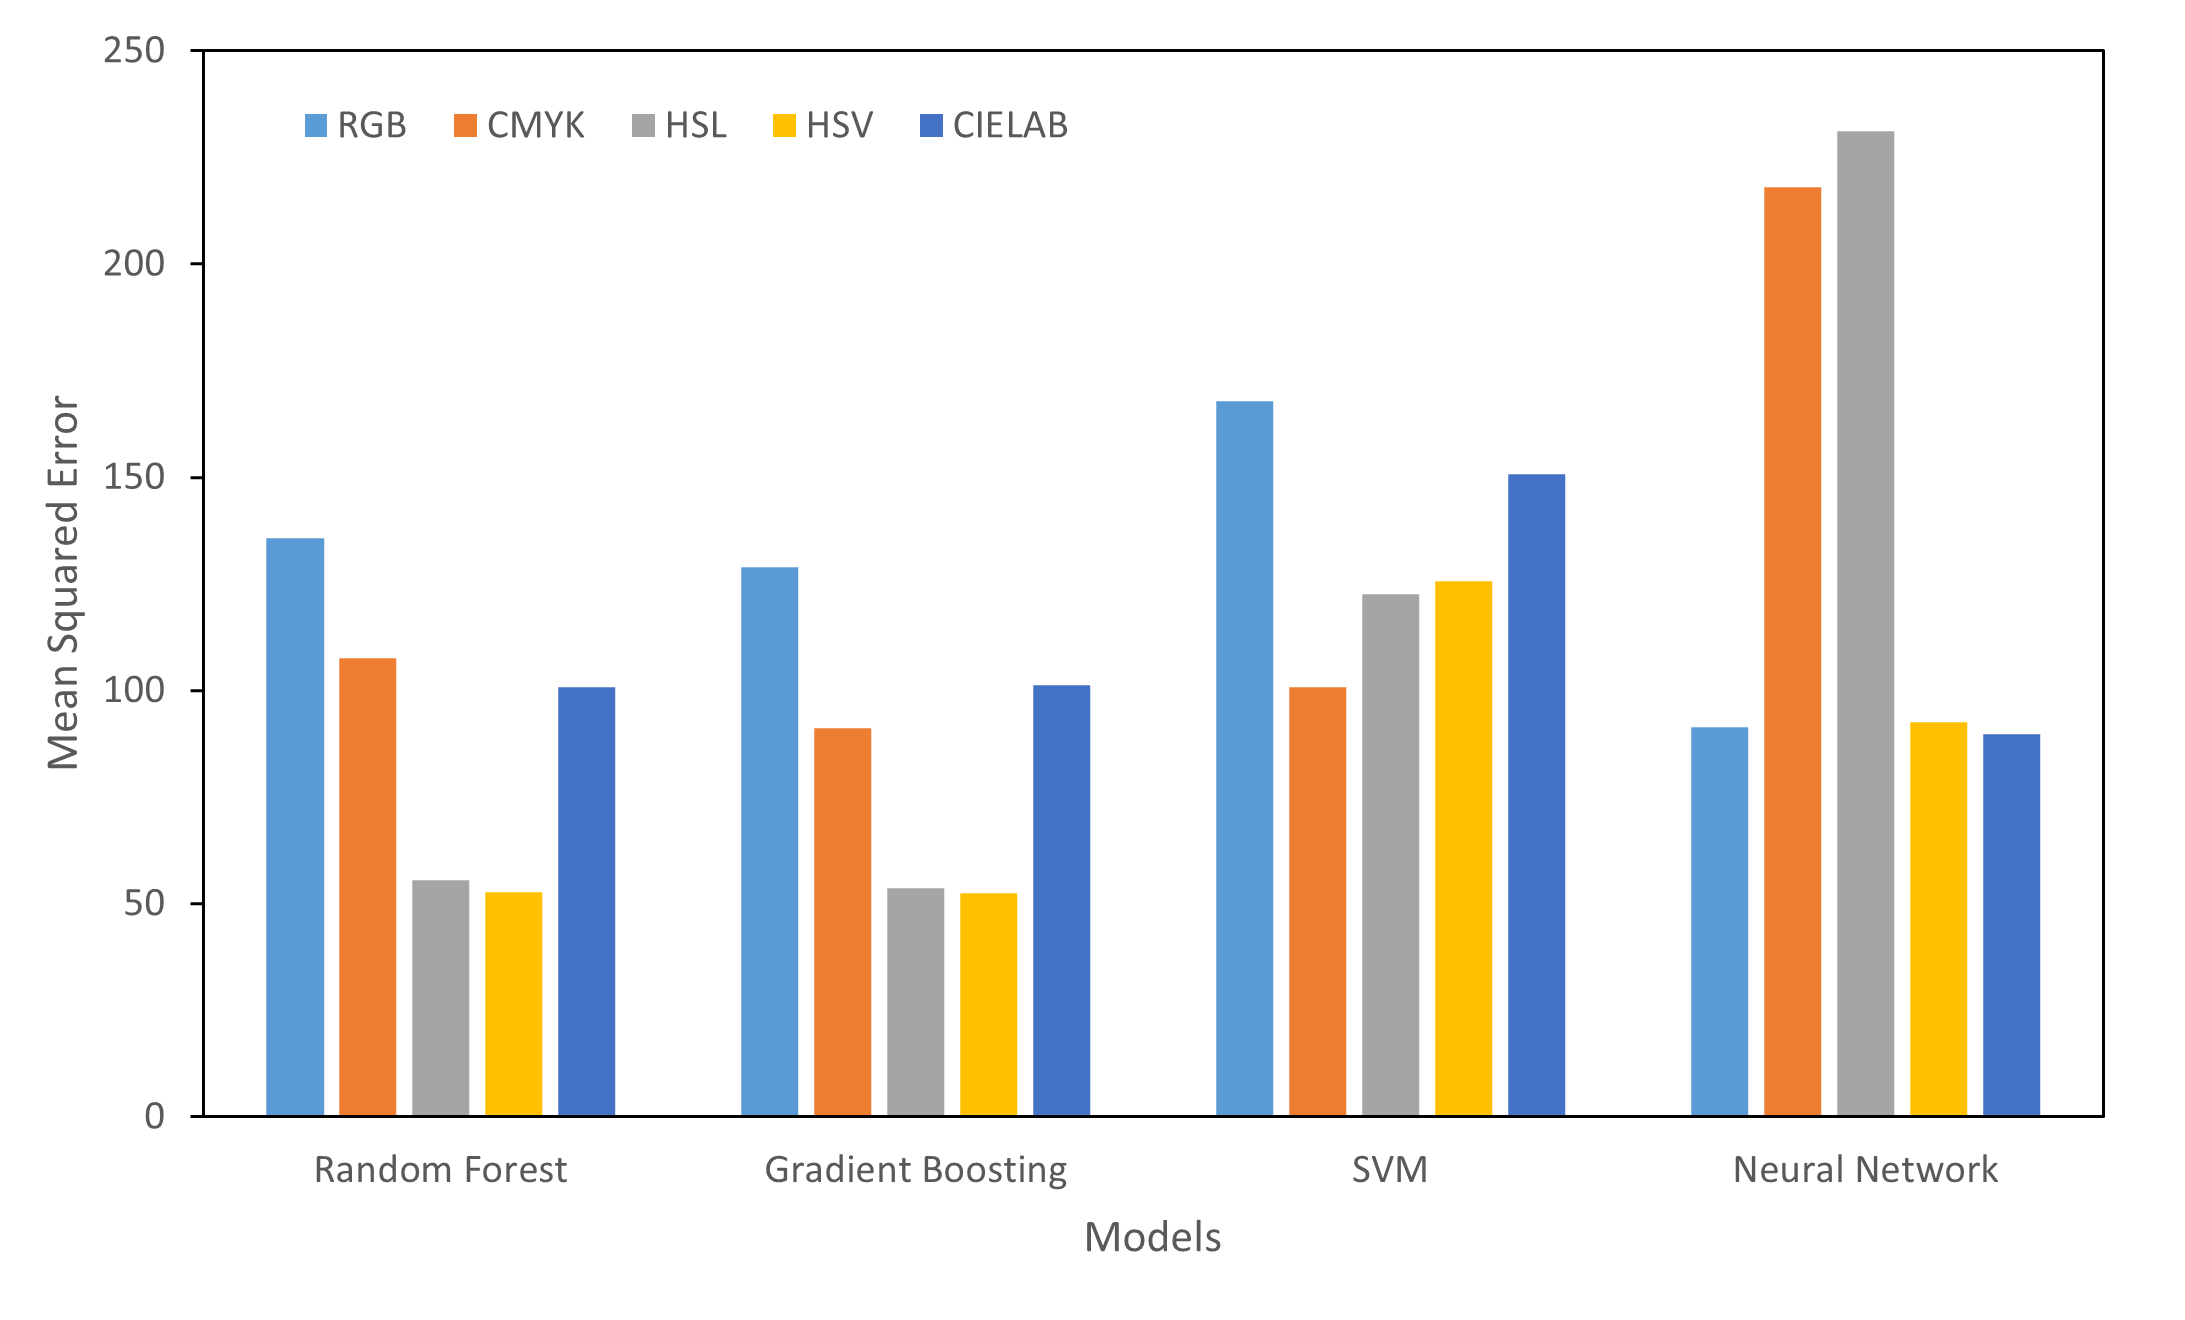 250
RGB CMYK HSL HSV CIELAB
200
150
100
50
0
Mean Squared Error
Random Forest Gradient Boosting SVM Neural Network
Models